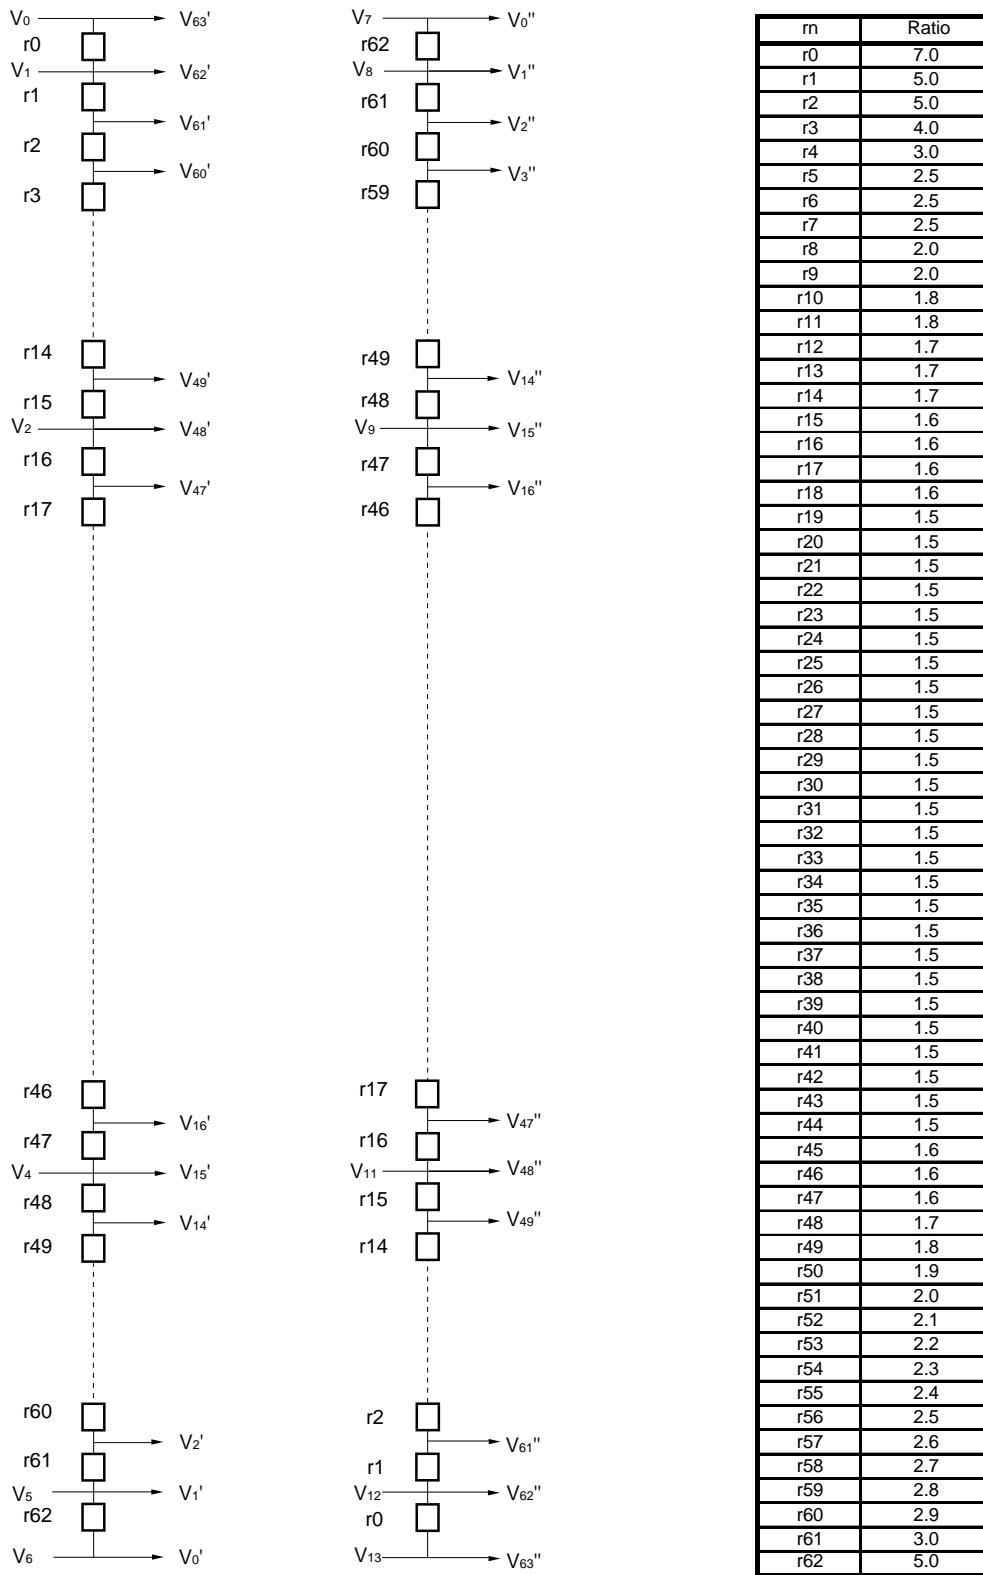 V0 V63'
r0
V1 V62'
r1
V61'
r2
V60'
r3
r14
V49'
r15
V2 V48'
r16
V47'
r17
r46
V16'
r47
V4 V15'
r48
V14'
r49
r60
V2'
r61
V5 V1'
r62
V6 V0'
V7 V0''
r62
V8 V1''
r61
V2''
r60
V3''
r59
r49
V14''
r48
V9 V15''
r47
V16''
r46
r17
V47''
r16
V11 V48''
r15
V49''
r14
r2
V61''
r1
V12 V62''
r0
V13 V63''
rn Ratio
r0 7.0
r1 5.0
r2 5.0
r3 4.0
r4 3.0
r5 2.5
r6 2.5
r7 2.5
r8 2.0
r9 2.0
r10 1.8
r11 1.8
r12 1.7
r13 1.7
r14 1.7
r15 1.6
r16 1.6
r17 1.6
r18 1.6
r19 1.5
r20 1.5
r21 1.5
r22 1.5
r23 1.5
r24 1.5
r25 1.5
r26 1.5
r27 1.5
r28 1.5
r29 1.5
r30 1.5
r31 1.5
r32 1.5
r33 1.5
r34 1.5
r35 1.5
r36 1.5
r37 1.5
r38 1.5
r39 1.5
r40 1.5
r41 1.5
r42 1.5
r43 1.5
r44 1.5
r45 1.6
r46 1.6
r47 1.6
r48 1.7
r49 1.8
r50 1.9
r51 2.0
r52 2.1
r53 2.2
r54 2.3
r55 2.4
r56 2.5
r57 2.6
r58 2.7
r59 2.8
r60 2.9
r61 3.0
r62 5.0